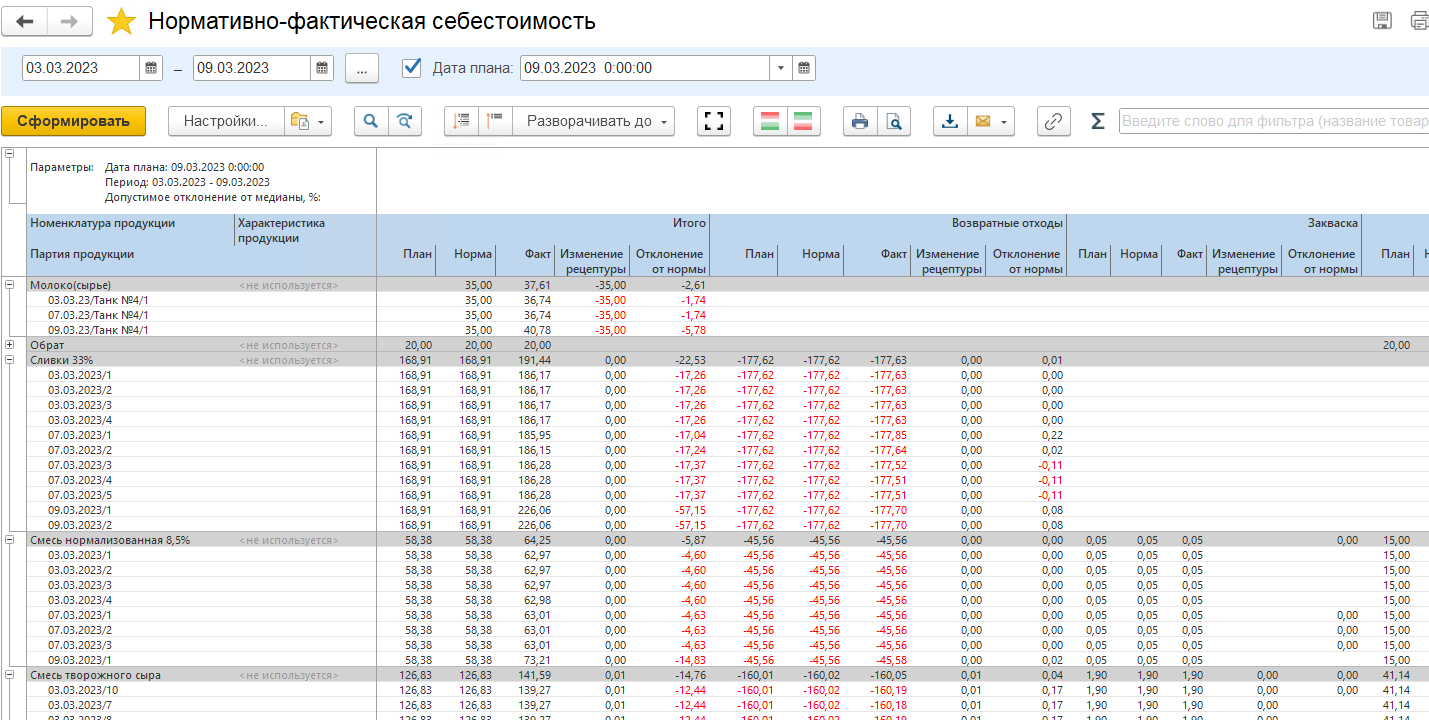 Нормативно-фактическая себестоимость
03.03.2023 – 09.03.2023 ... Дата плана: 09.03.2023 0:00:00
Сформировать Настройки... Разворачивать до Σ Введите слово для фильтра (название товар
Параметры: Дата плана: 09.03.2023 0:00:00
Период: 03.03.2023 - 09.03.2023
Допустимое отклонение от медианы, %:
Номенклатура продукции Характеристика продукции Итого Возвратные отходы Закваска
Партия продукции План Норма Факт Изменение рецептуры Отклонение от нормы План Норма Факт Изменение рецептуры Отклонение от нормы План Норма Факт Изменение рецептуры Отклонение от нормы План
Молоко(сырье) <не используется> 35,00 37,61 -35,00 -2,61
03.03.23/Танк №4/1 35,00 36,74 -35,00 -1,74
07.03.23/Танк №4/1 35,00 36,74 -35,00 -1,74
09.03.23/Танк №4/1 35,00 40,78 -35,00 -5,78
Обрат <не используется> 20,00 20,00 20,00 20,00
Сливки 33% <не используется> 168,91 168,91 191,44 0,00 -22,53 -177,62 -177,62 -177,63 0,00 0,01
03.03.2023/1 168,91 168,91 186,17 0,00 -17,26 -177,62 -177,62 -177,63 0,00 0,00
03.03.2023/2 168,91 168,91 186,17 0,00 -17,26 -177,62 -177,62 -177,63 0,00 0,00
03.03.2023/3 168,91 168,91 186,17 0,00 -17,26 -177,62 -177,62 -177,63 0,00 0,00
03.03.2023/4 168,91 168,91 186,17 0,00 -17,26 -177,62 -177,62 -177,63 0,00 0,00
07.03.2023/1 168,91 168,91 185,95 0,00 -17,04 -177,62 -177,62 -177,85 0,00 0,22
07.03.2023/2 168,91 168,91 186,15 0,00 -17,24 -177,62 -177,62 -177,64 0,00 0,02
07.03.2023/3 168,91 168,91 186,28 0,00 -17,37 -177,62 -177,62 -177,52 0,00 -0,11
07.03.2023/4 168,91 168,91 186,28 0,00 -17,37 -177,62 -177,62 -177,51 0,00 -0,11
07.03.2023/5 168,91 168,91 186,28 0,00 -17,37 -177,62 -177,62 -177,51 0,00 -0,11
09.03.2023/1 168,91 168,91 226,06 0,00 -57,15 -177,62 -177,62 -177,70 0,00 0,08
09.03.2023/2 168,91 168,91 226,06 0,00 -57,15 -177,62 -177,62 -177,70 0,00 0,08
Смесь нормализованная 8,5% <не используется> 58,38 58,38 64,25 0,00 -5,87 -45,56 -45,56 -45,56 0,00 0,00 0,05 0,05 0,05 0,00 15,00
03.03.2023/1 58,38 58,38 62,97 0,00 -4,60 -45,56 -45,56 -45,56 0,00 0,00 0,05 0,05 0,05 15,00
03.03.2023/2 58,38 58,38 62,97 0,00 -4,60 -45,56 -45,56 -45,56 0,00 0,00 0,05 0,05 0,05 15,00
03.03.2023/3 58,38 58,38 62,97 0,00 -4,60 -45,56 -45,56 -45,56 0,00 0,00 0,05 0,05 0,05 15,00
03.03.2023/4 58,38 58,38 62,98 0,00 -4,60 -45,56 -45,56 -45,56 0,00 0,00 0,05 0,05 0,05 15,00
07.03.2023/1 58,38 58,38 63,01 0,00 -4,63 -45,56 -45,56 -45,56 0,00 0,00 0,05 0,05 0,05 0,00 15,00
07.03.2023/2 58,38 58,38 63,01 0,00 -4,63 -45,56 -45,56 -45,56 0,00 0,00 0,05 0,05 0,05 0,00 15,00
07.03.2023/3 58,38 58,38 63,01 0,00 -4,63 -45,56 -45,56 -45,56 0,00 0,00 0,05 0,05 0,05 0,00 15,00
09.03.2023/1 58,38 58,38 73,21 0,00 -14,83 -45,56 -45,56 -45,58 0,00 0,02 0,05 0,05 0,05 15,00
Смесь творожного сыра <не используется> 126,83 126,83 141,59 0,01 -14,76 -160,01 -160,02 -160,05 0,01 0,04 1,90 1,90 1,90 0,00 0,00 41,14
03.03.2023/10 126,83 126,83 139,27 0,01 -12,44 -160,01 -160,02 -160,19 0,01 0,17 1,90 1,90 1,90 0,00 0,00 41,14
03.03.2023/7 126,83 126,83 139,27 0,01 -12,44 -160,01 -160,02 -160,18 0,01 0,17 1,90 1,90 1,90 0,00 41,14